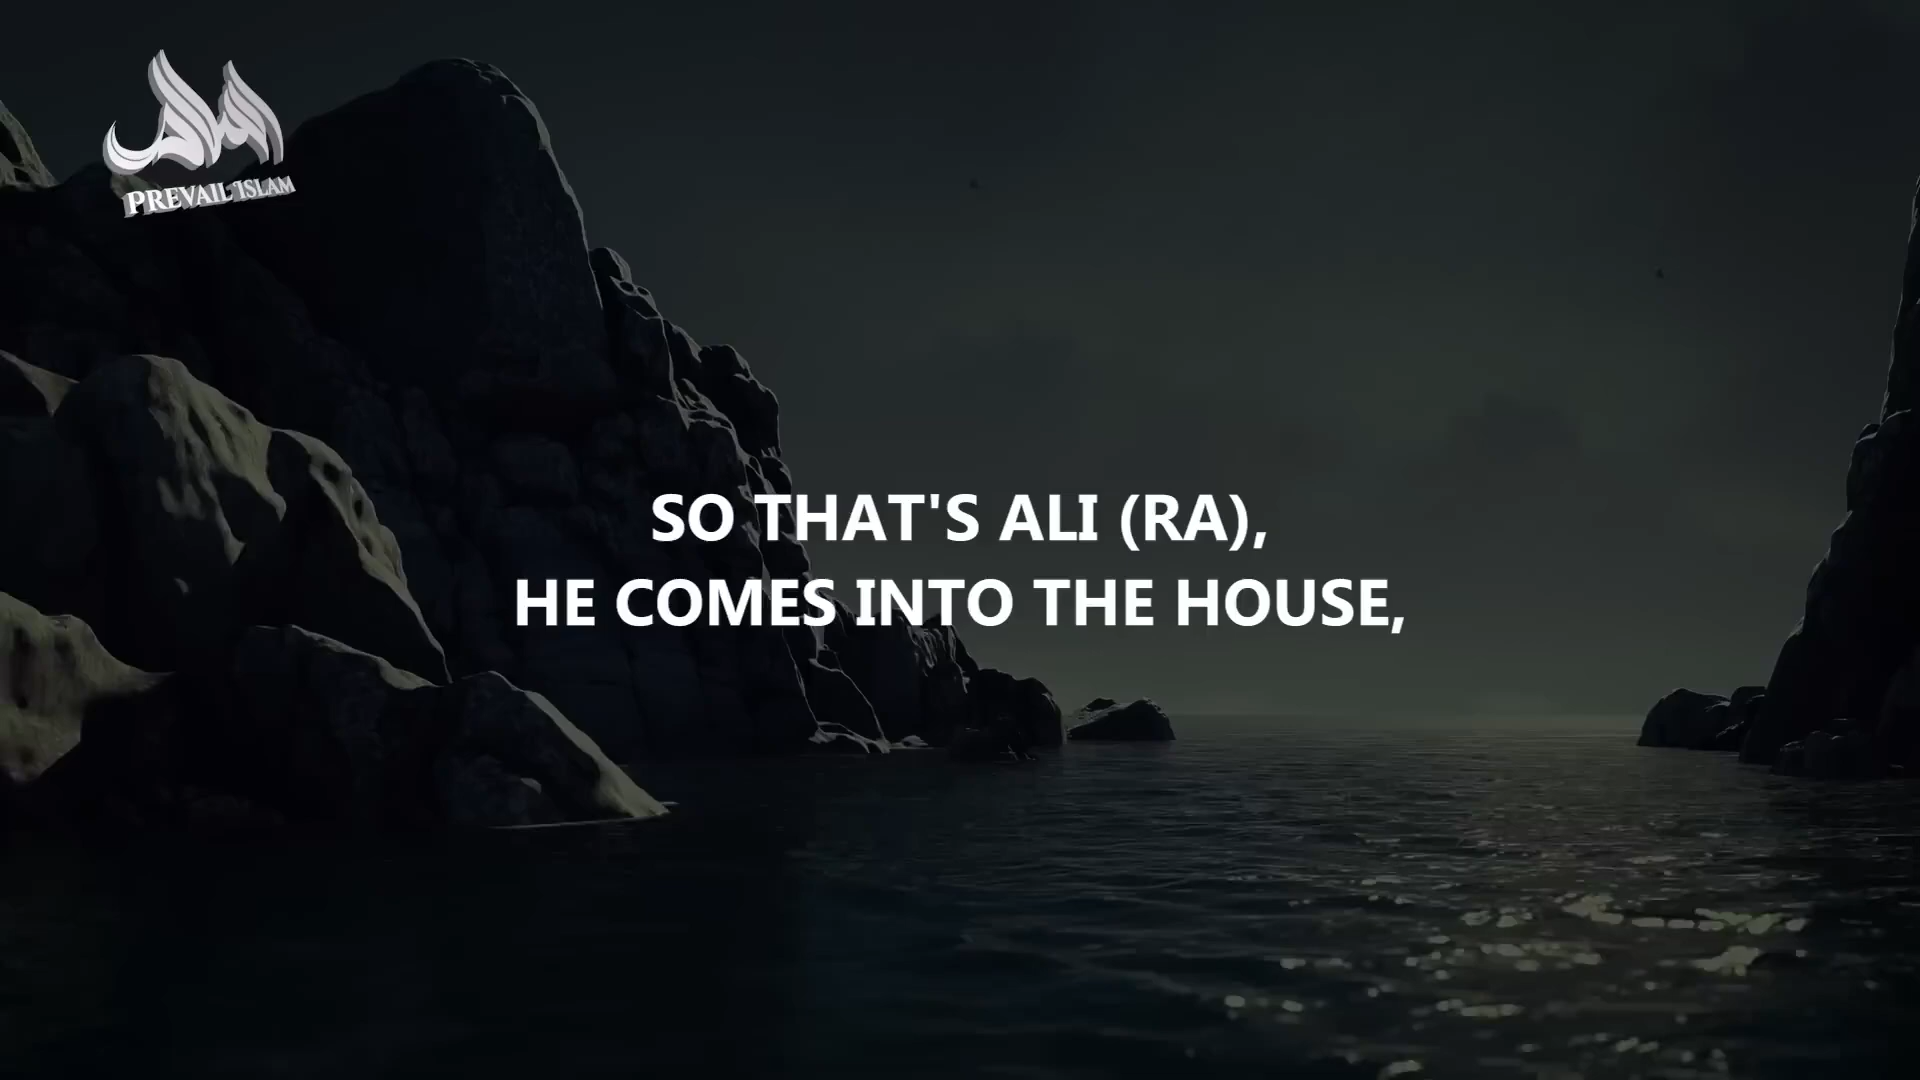 PREVAIL ISLAM
SO THAT'S ALI (RA),
HE COMES INTO THE HOUSE,